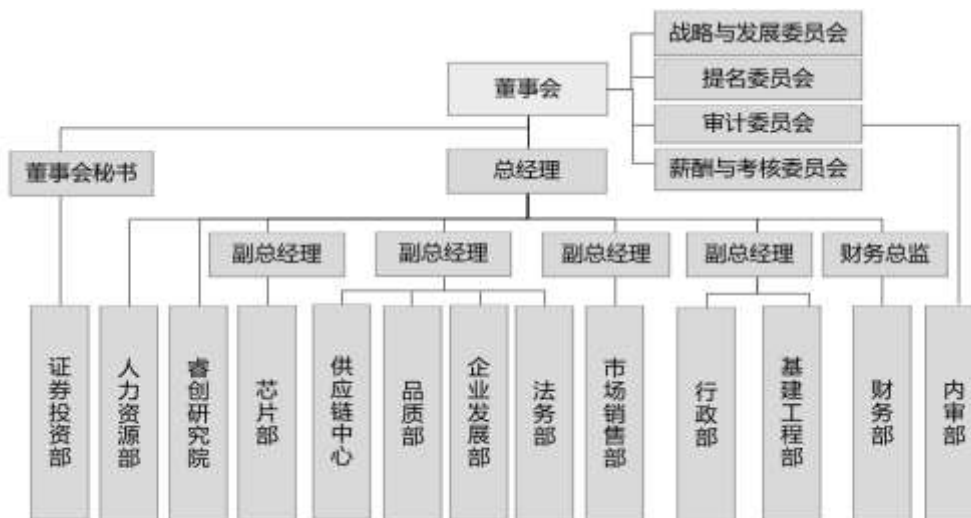 战略与发展委员会
董事会
提名委员会
审计委员会
董事会秘书
总经理
薪酬与考核委员会
副总经理
副总经理
副总经理
副总经理
财务总监
证券投资部
人力资源部
睿创研究院
芯片部
供应链中心
品质部
企业发展部
法务部
市场销售部
行政部
基建工程部
财务部
内审部